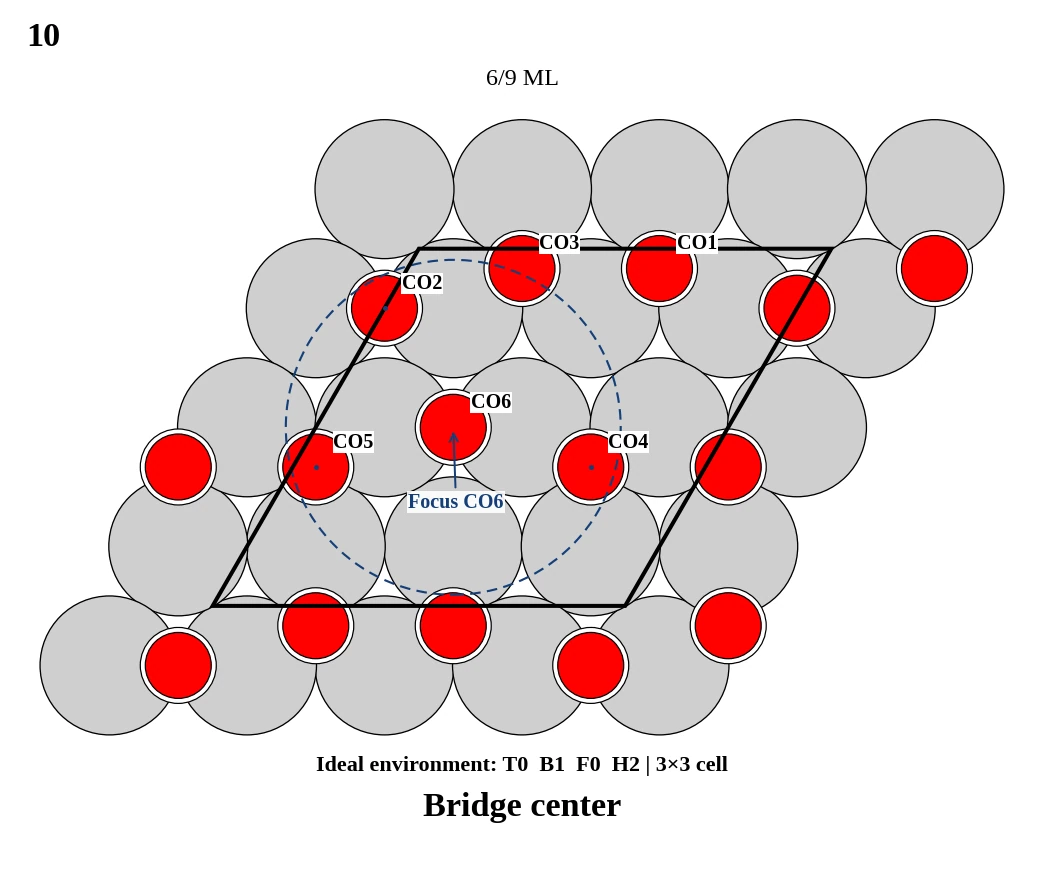 10
6/9 ML
CO3
CO1
CO2
CO6
CO5
CO4
Focus CO6
Ideal environment: T0 B1 F0 H2 | 3×3 cell
Bridge center